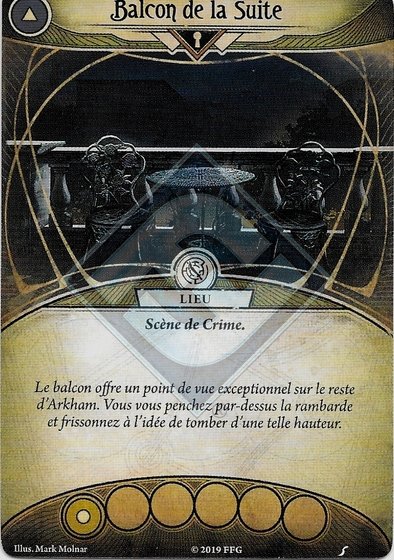 Balcon de la Suite
LIEU
Scène de Crime.
Le balcon offre un point de vue exceptionnel sur le reste
d'Arkham. Vous vous penchez par-dessus la rambarde
et frissonnez à l'idée de tomber d'une telle hauteur.
Illus. Mark Molnar
© 2019 FFG